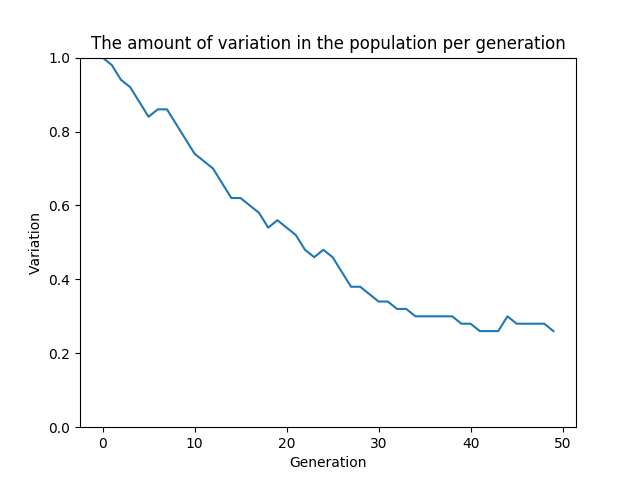 The amount of variation in the population per generation
1.0
0.8
0.6
0.4
0.2
0.0
Variation
0 10 20 30 40 50
Generation